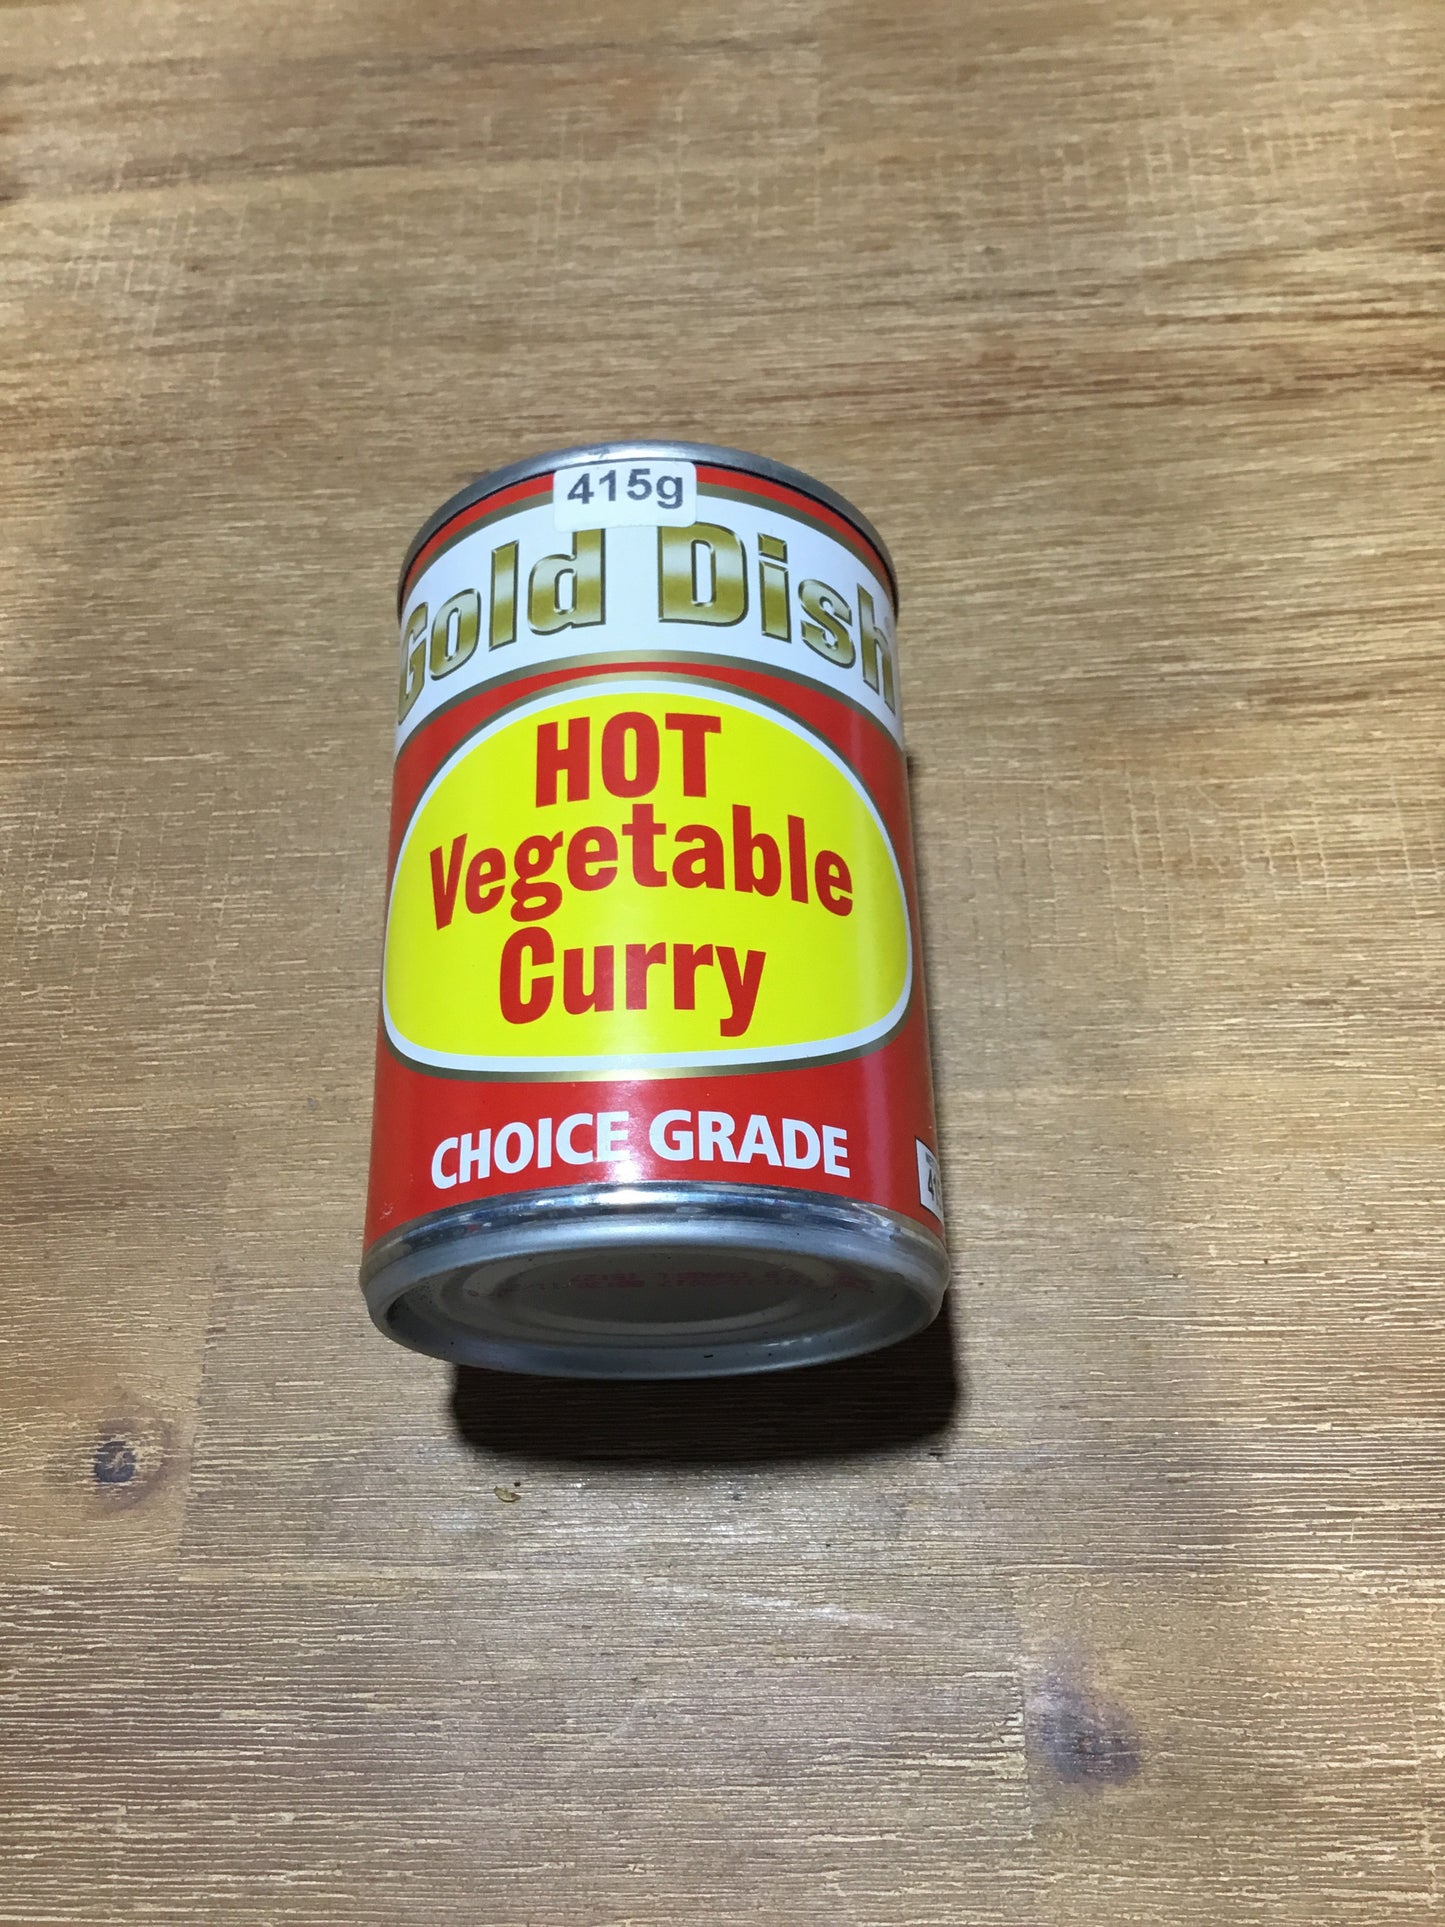 415g
Gold Dish
HOT
Vegetable
Curry
CHOICE GRADE